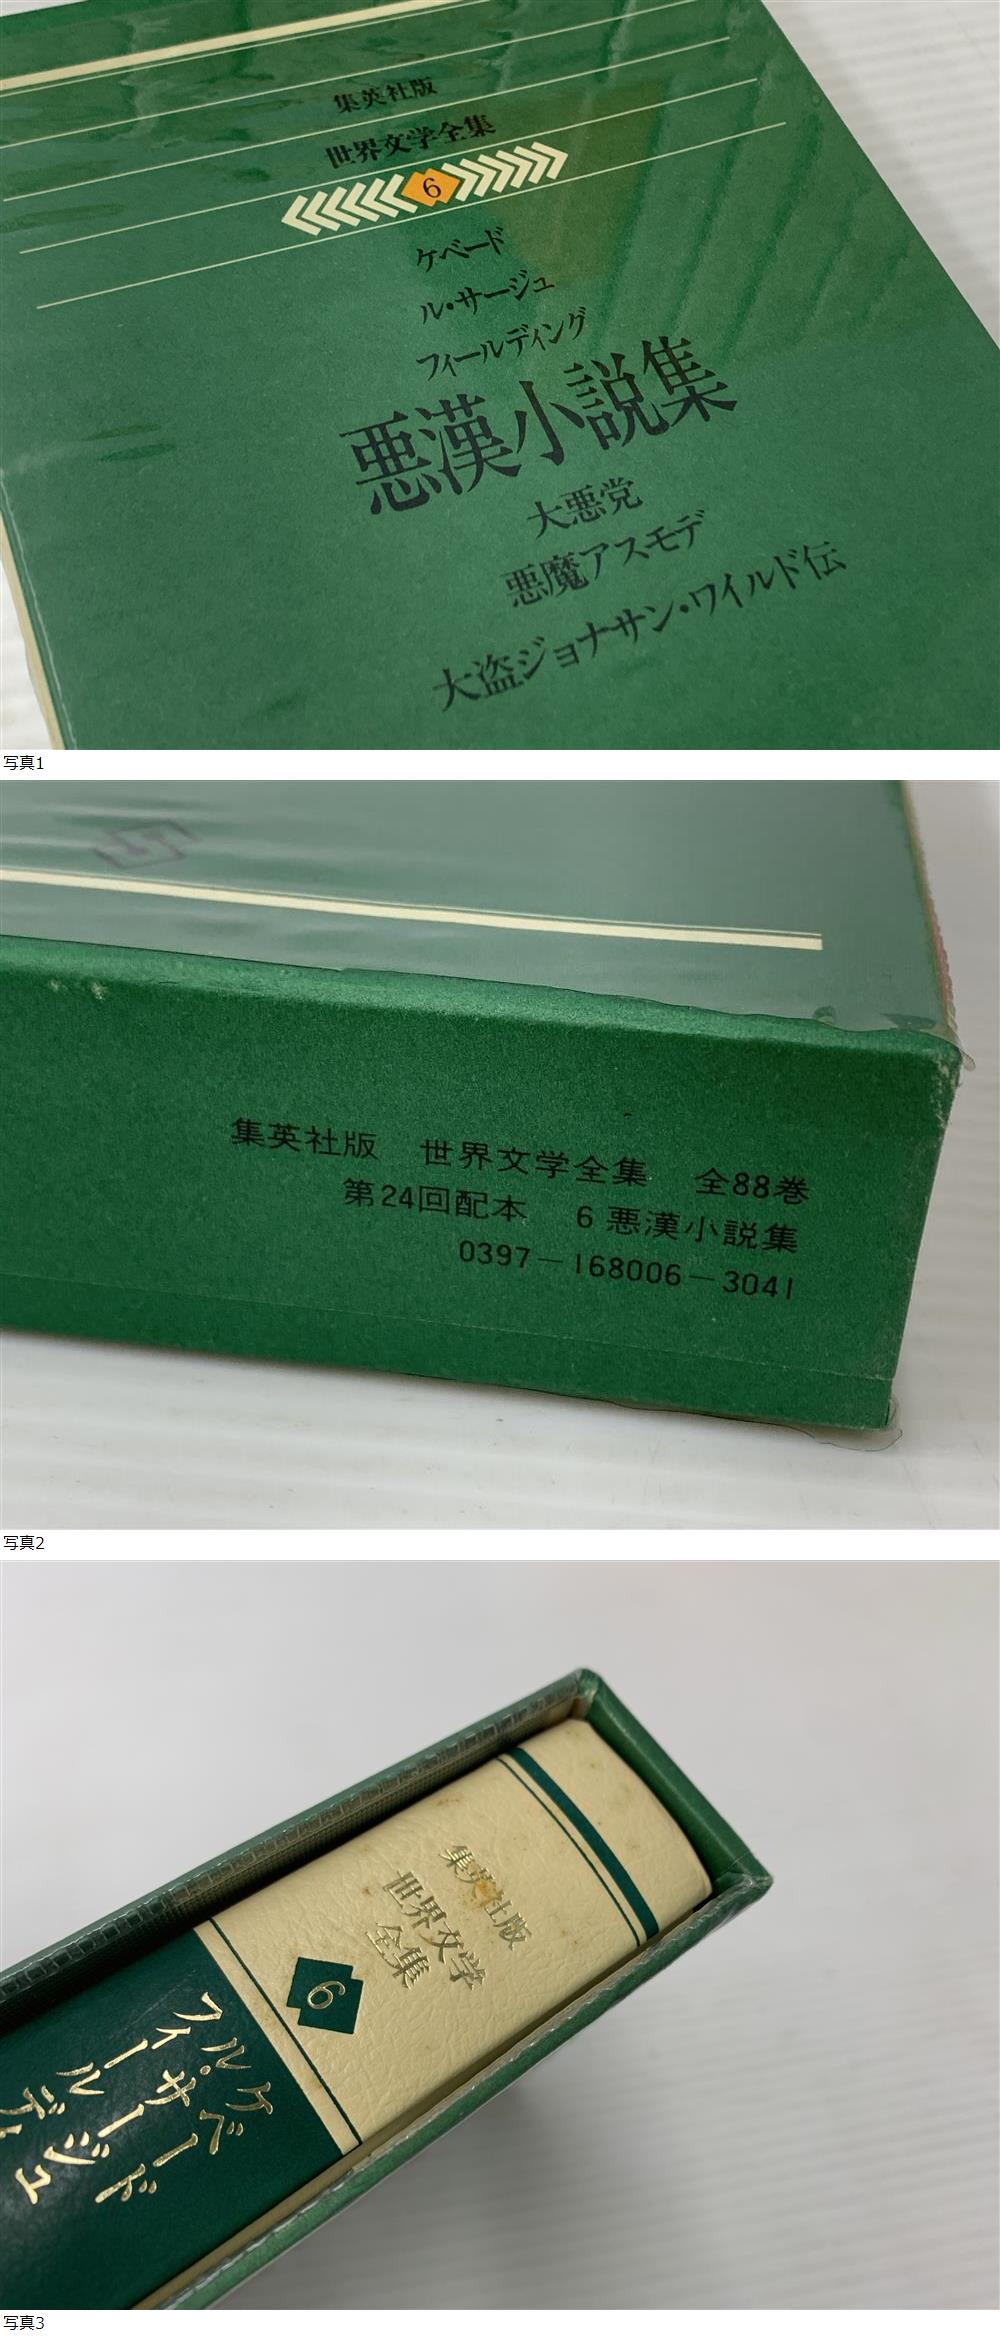 集英社版
世界文学全集
6
ケベード
ル・サージュ
フィールディング
悪漢小説集
大悪党
悪魔アスモデ
大盗ジョナサン・ワイルド伝
写真1
集英社版 世界文学全集 全88巻
第24回配本 6 悪漢小説集
0397-168006-3041
写真2
集英社版
世界文学
全集
6
ケベード
ル・サージュ
フィールディ
写真3